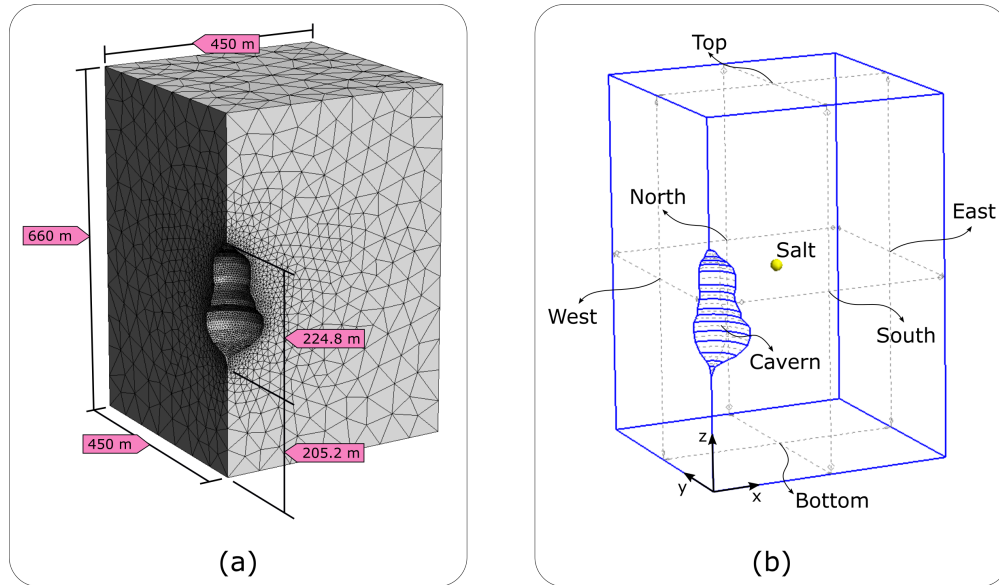 450 m
660 m
224.8 m
450 m
205.2 m
(a)
Top
North
East
Salt
West
South
Cavern
z
y
x
Bottom
(b)